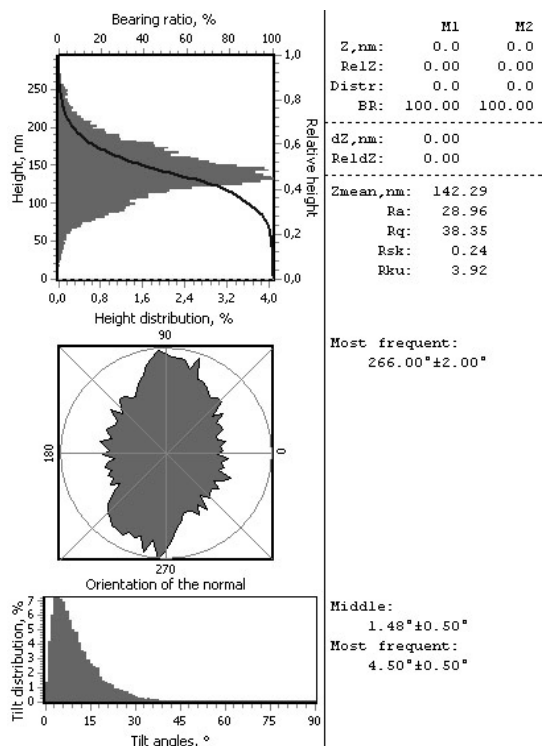 Bearing ratio, %
0 20 40 60 80 100
250
200
150
100
50
0
Height, nm
1,0
0,8
0,6
0,4
0,2
0,0
Relative height
0,0 0,8 1,6 2,4 3,2 4,0
Height distribution, %
M1 M2
Z,nm: 0.0 0.0
RelZ: 0.00 0.00
Distr: 0.0 0.0
BR: 100.00 100.00
dZ,nm: 0.00
ReldZ: 0.00
Zmean,nm: 142.29
Ra: 28.96
Rq: 38.35
Rsk: 0.24
Rku: 3.92
90
180
0
270
Orientation of the normal
Most frequent:
266.00°±2.00°
7
6
5
4
3
2
1
0
Tilt distribution, %
0 15 30 45 60 75 90
Tilt angles, °
Middle:
1.48°±0.50°
Most frequent:
4.50°±0.50°